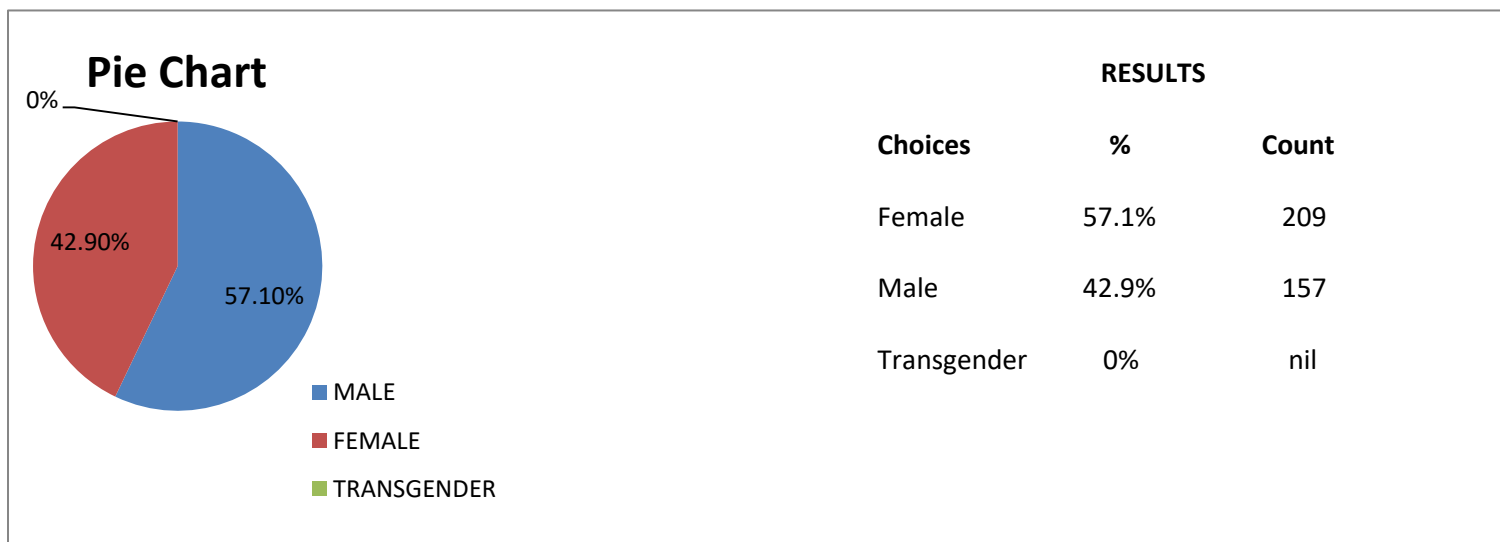 Pie Chart
0%
42.90%
57.10%
MALE
FEMALE
TRANSGENDER
RESULTS
Choices % Count
Female 57.1% 209
Male 42.9% 157
Transgender 0% nil